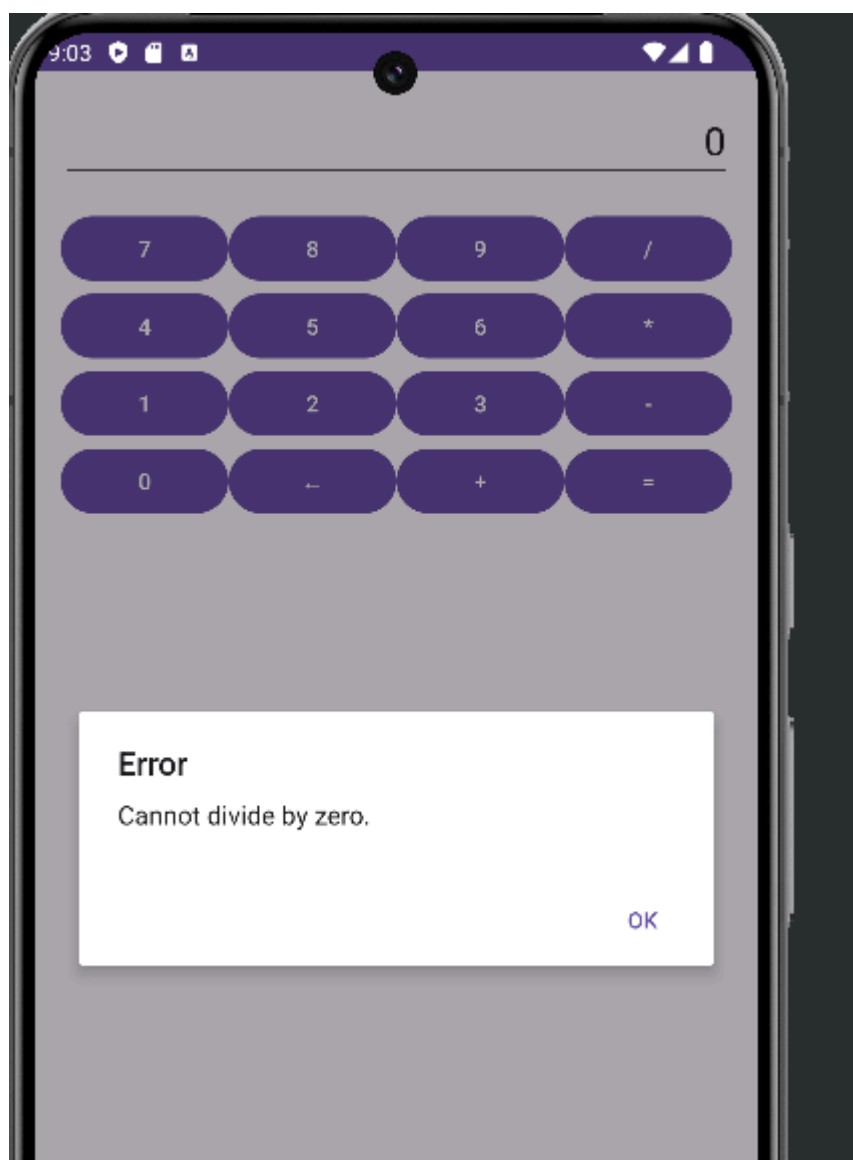 9:03
0
7 8 9 /
4 5 6 *
1 2 3 -
0 ← + =
Error
Cannot divide by zero.
OK